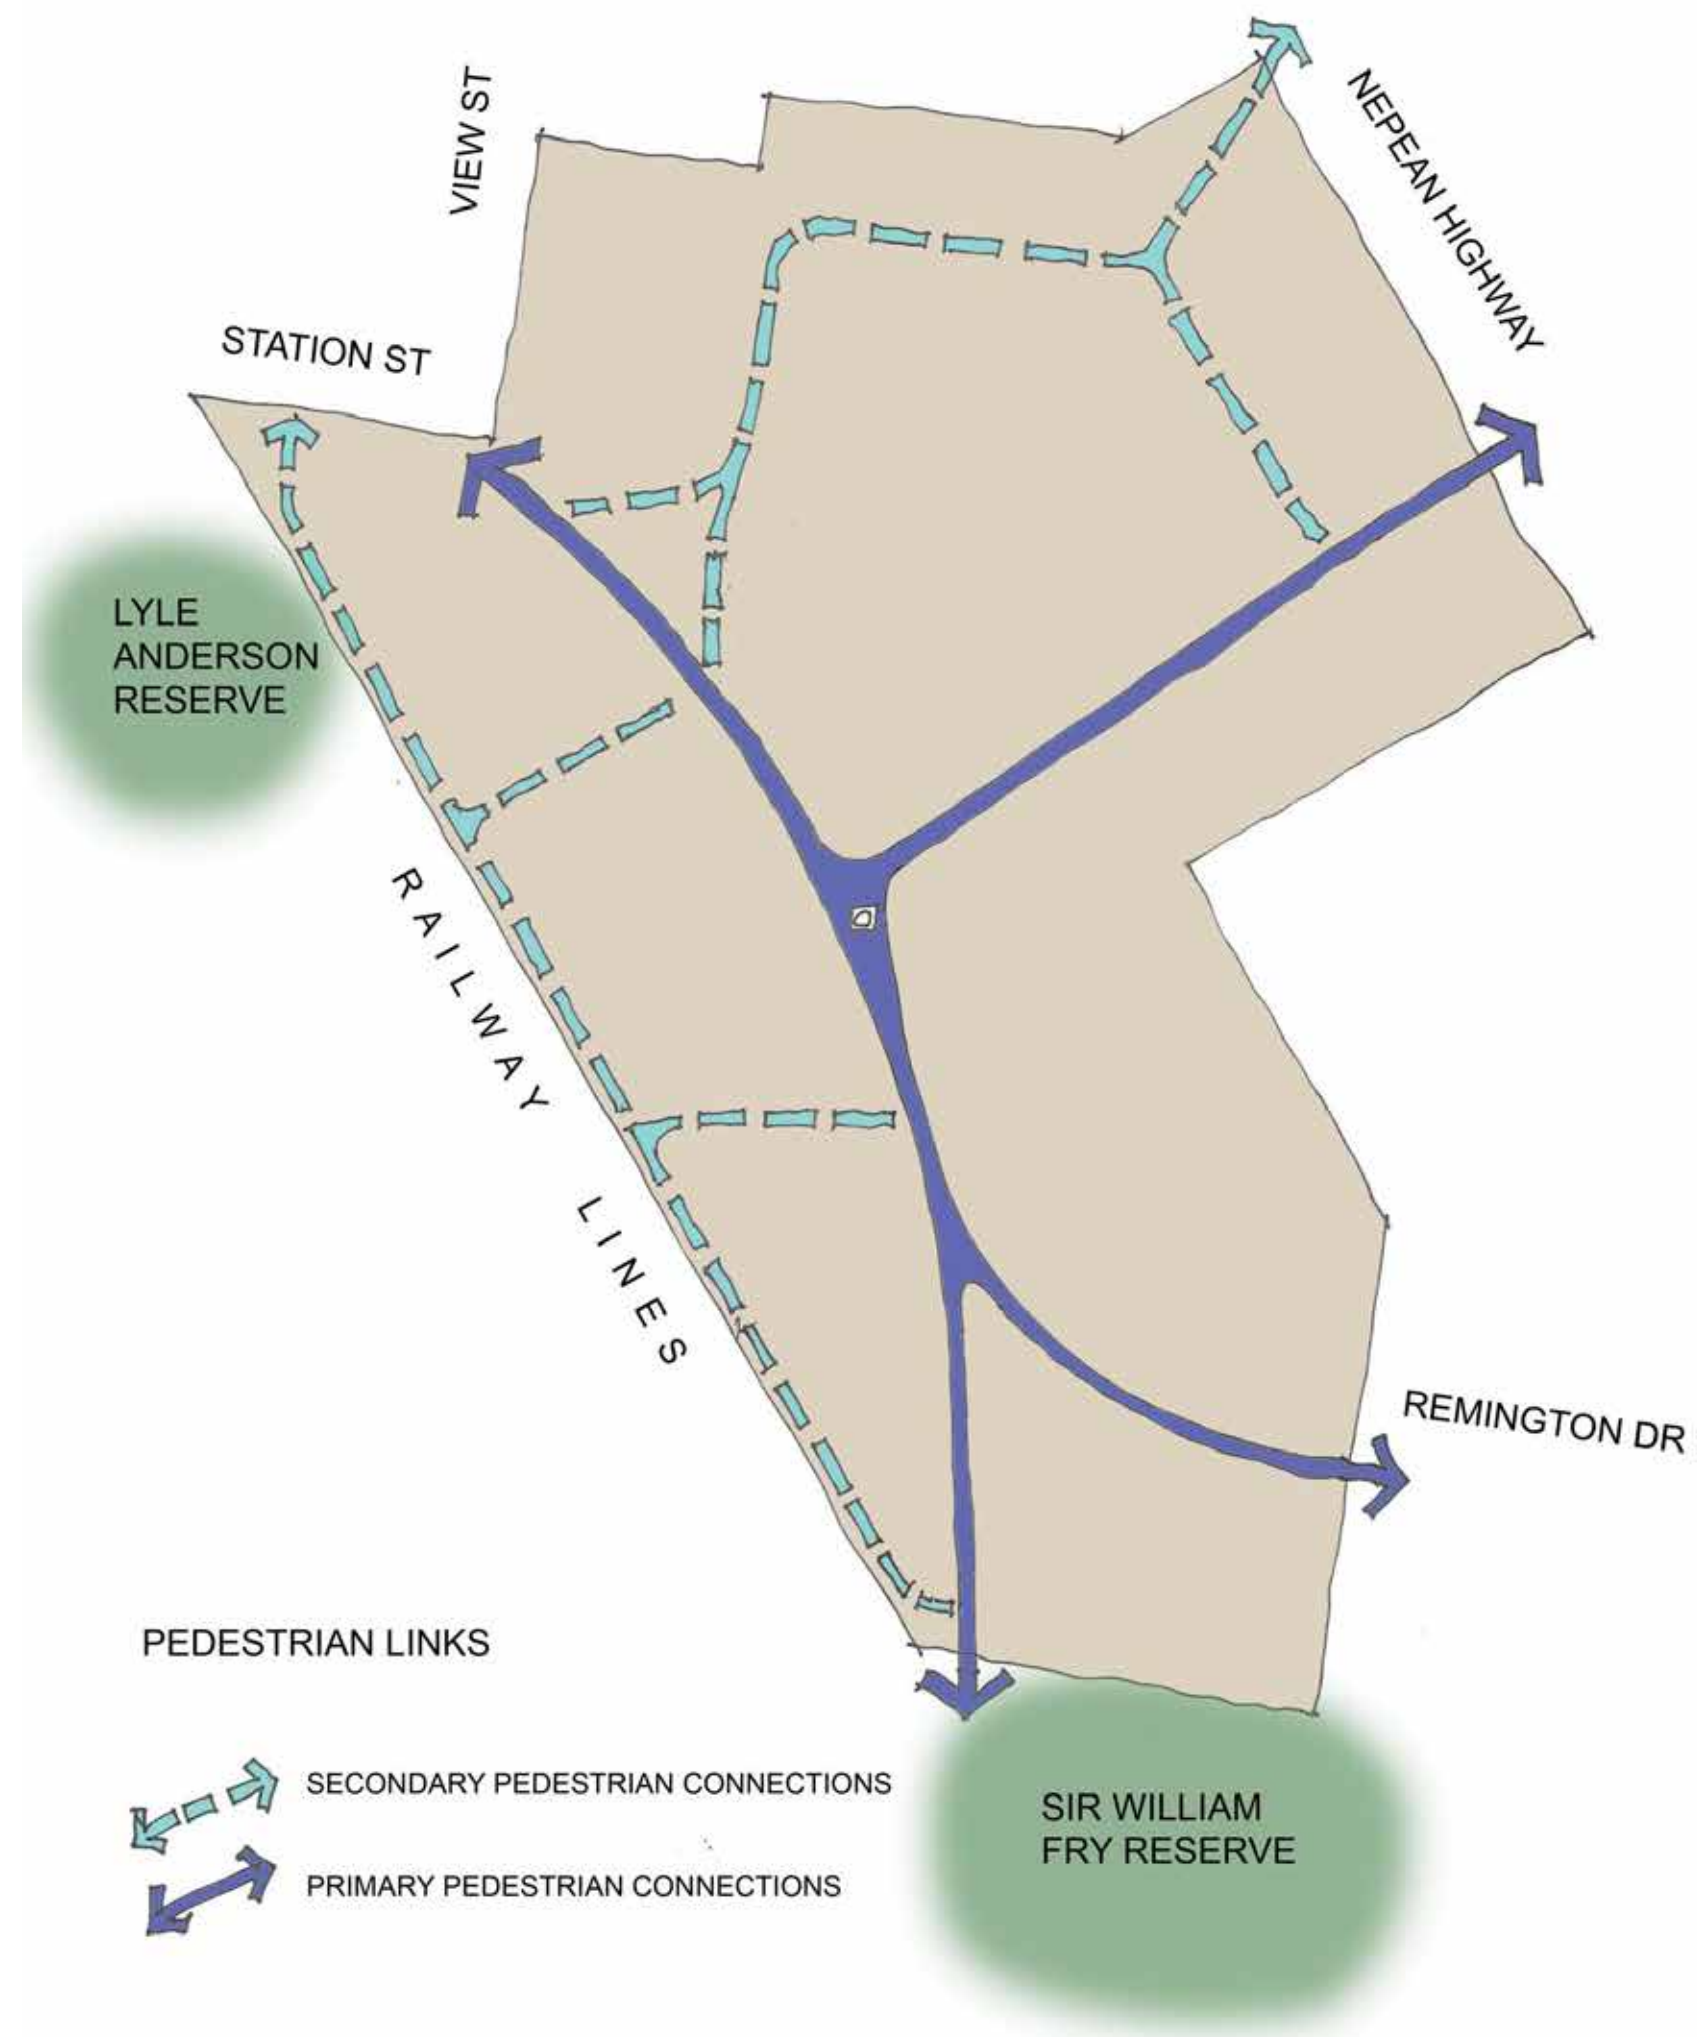 VIEW ST
NEPEAN HIGHWAY
STATION ST
LYLE
ANDERSON
RESERVE
RAILWAY LINES
REMINGTON DR
PEDESTRIAN LINKS
SECONDARY PEDESTRIAN CONNECTIONS
PRIMARY PEDESTRIAN CONNECTIONS
SIR WILLIAM
FRY RESERVE